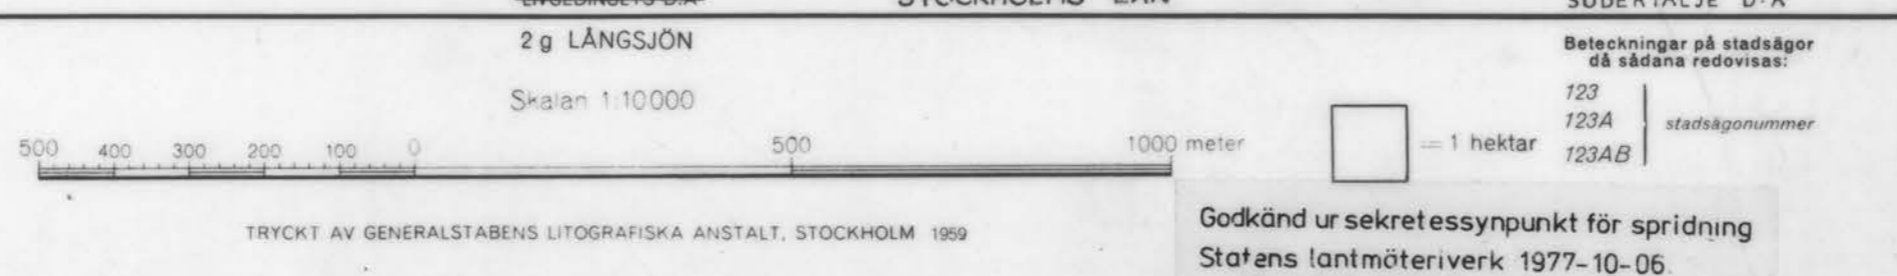 STOCKHOLMS LÄN
SÖDERTÄLJE D:A
2g LÅNGSJÖN
Skalan 1:10000
500 400 300 200 100 0 500 1000 meter
= 1 hektar
Beteckningar på stadsägor
då sådana redovisas:
123
123A
123AB
stadsägonummer
TRYCKT AV GENERALSTABENS LITOGRAFISKA ANSTALT, STOCKHOLM 1959
Godkänd ur sekretessynpunkt för spridning
Statens lantmäteriverk 1977-10-06.